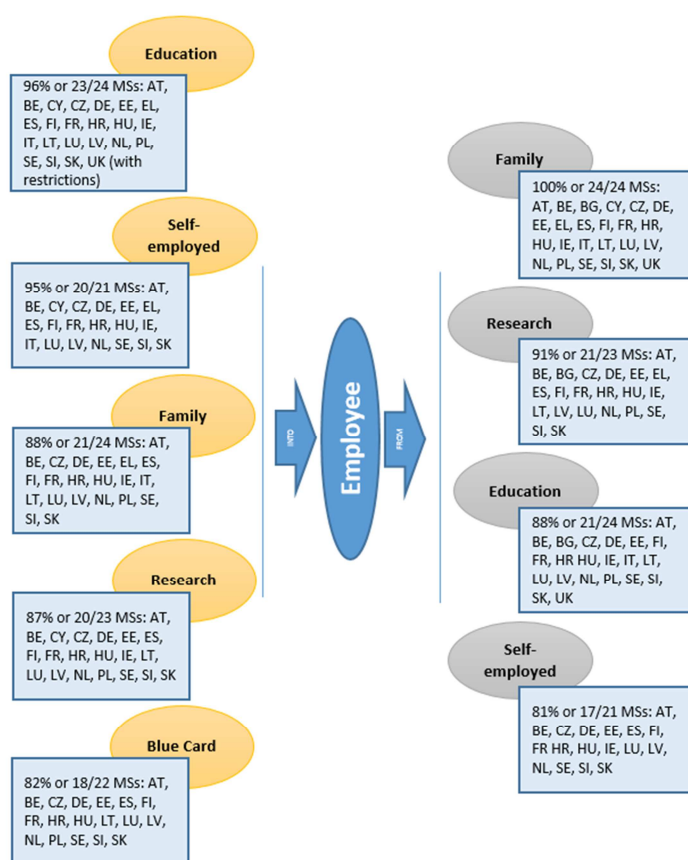 Education
96% or 23/24 MSs: AT,
BE, CY, CZ, DE, EE, EL,
ES, FI, FR, HR, HU, IE,
IT, LT, LU, LV, NL, PL,
SE, SI, SK, UK (with
restrictions)
Self-
employed
95% or 20/21 MSs: AT,
BE, CY, CZ, DE, EE, EL,
ES, FI, FR, HR, HU, IE,
IT, LU, LV, NL, SE, SI, SK
Family
88% or 21/24 MSs: AT,
BE, CZ, DE, EE, EL, ES,
FI, FR, HR, HU, IE, IT,
LT, LU, LV, NL, PL, SE,
SI, SK
Research
87% or 20/23 MSs: AT,
BE, CY, CZ, DE, EE, ES,
FI, FR, HR, HU, IE, LT,
LU, LV, NL, PL, SE, SI, SK
Blue Card
82% or 18/22 MSs: AT,
BE, CZ, DE, EE, ES, FI,
FR, HR, HU, LT, LU, LV,
NL, PL, SE, SI, SK
INTO
Employee
FROM
Family
100% or 24/24 MSs:
AT, BE, BG, CY, CZ, DE,
EE, EL, ES, FI, FR, HR,
HU, IE, IT, LT, LU, LV,
NL, PL, SE, SI, SK, UK
Research
91% or 21/23 MSs: AT,
BE, BG, CZ, DE, EE, EL,
ES, FI, FR, HR, HU, IE,
LT, LV, LU, NL, PL, SE,
SI, SK
Education
88% or 21/24 MSs: AT,
BE, BG, CZ, DE, EE, FI,
FR, HR HU, IE, IT, LT,
LU, LV, NL, PL, SE, SI,
SK, UK
Self-
employed
81% or 17/21 MSs: AT,
BE, CZ, DE, EE, ES, FI,
FR HR, HU, IE, LU, LV,
NL, SE, SI, SK